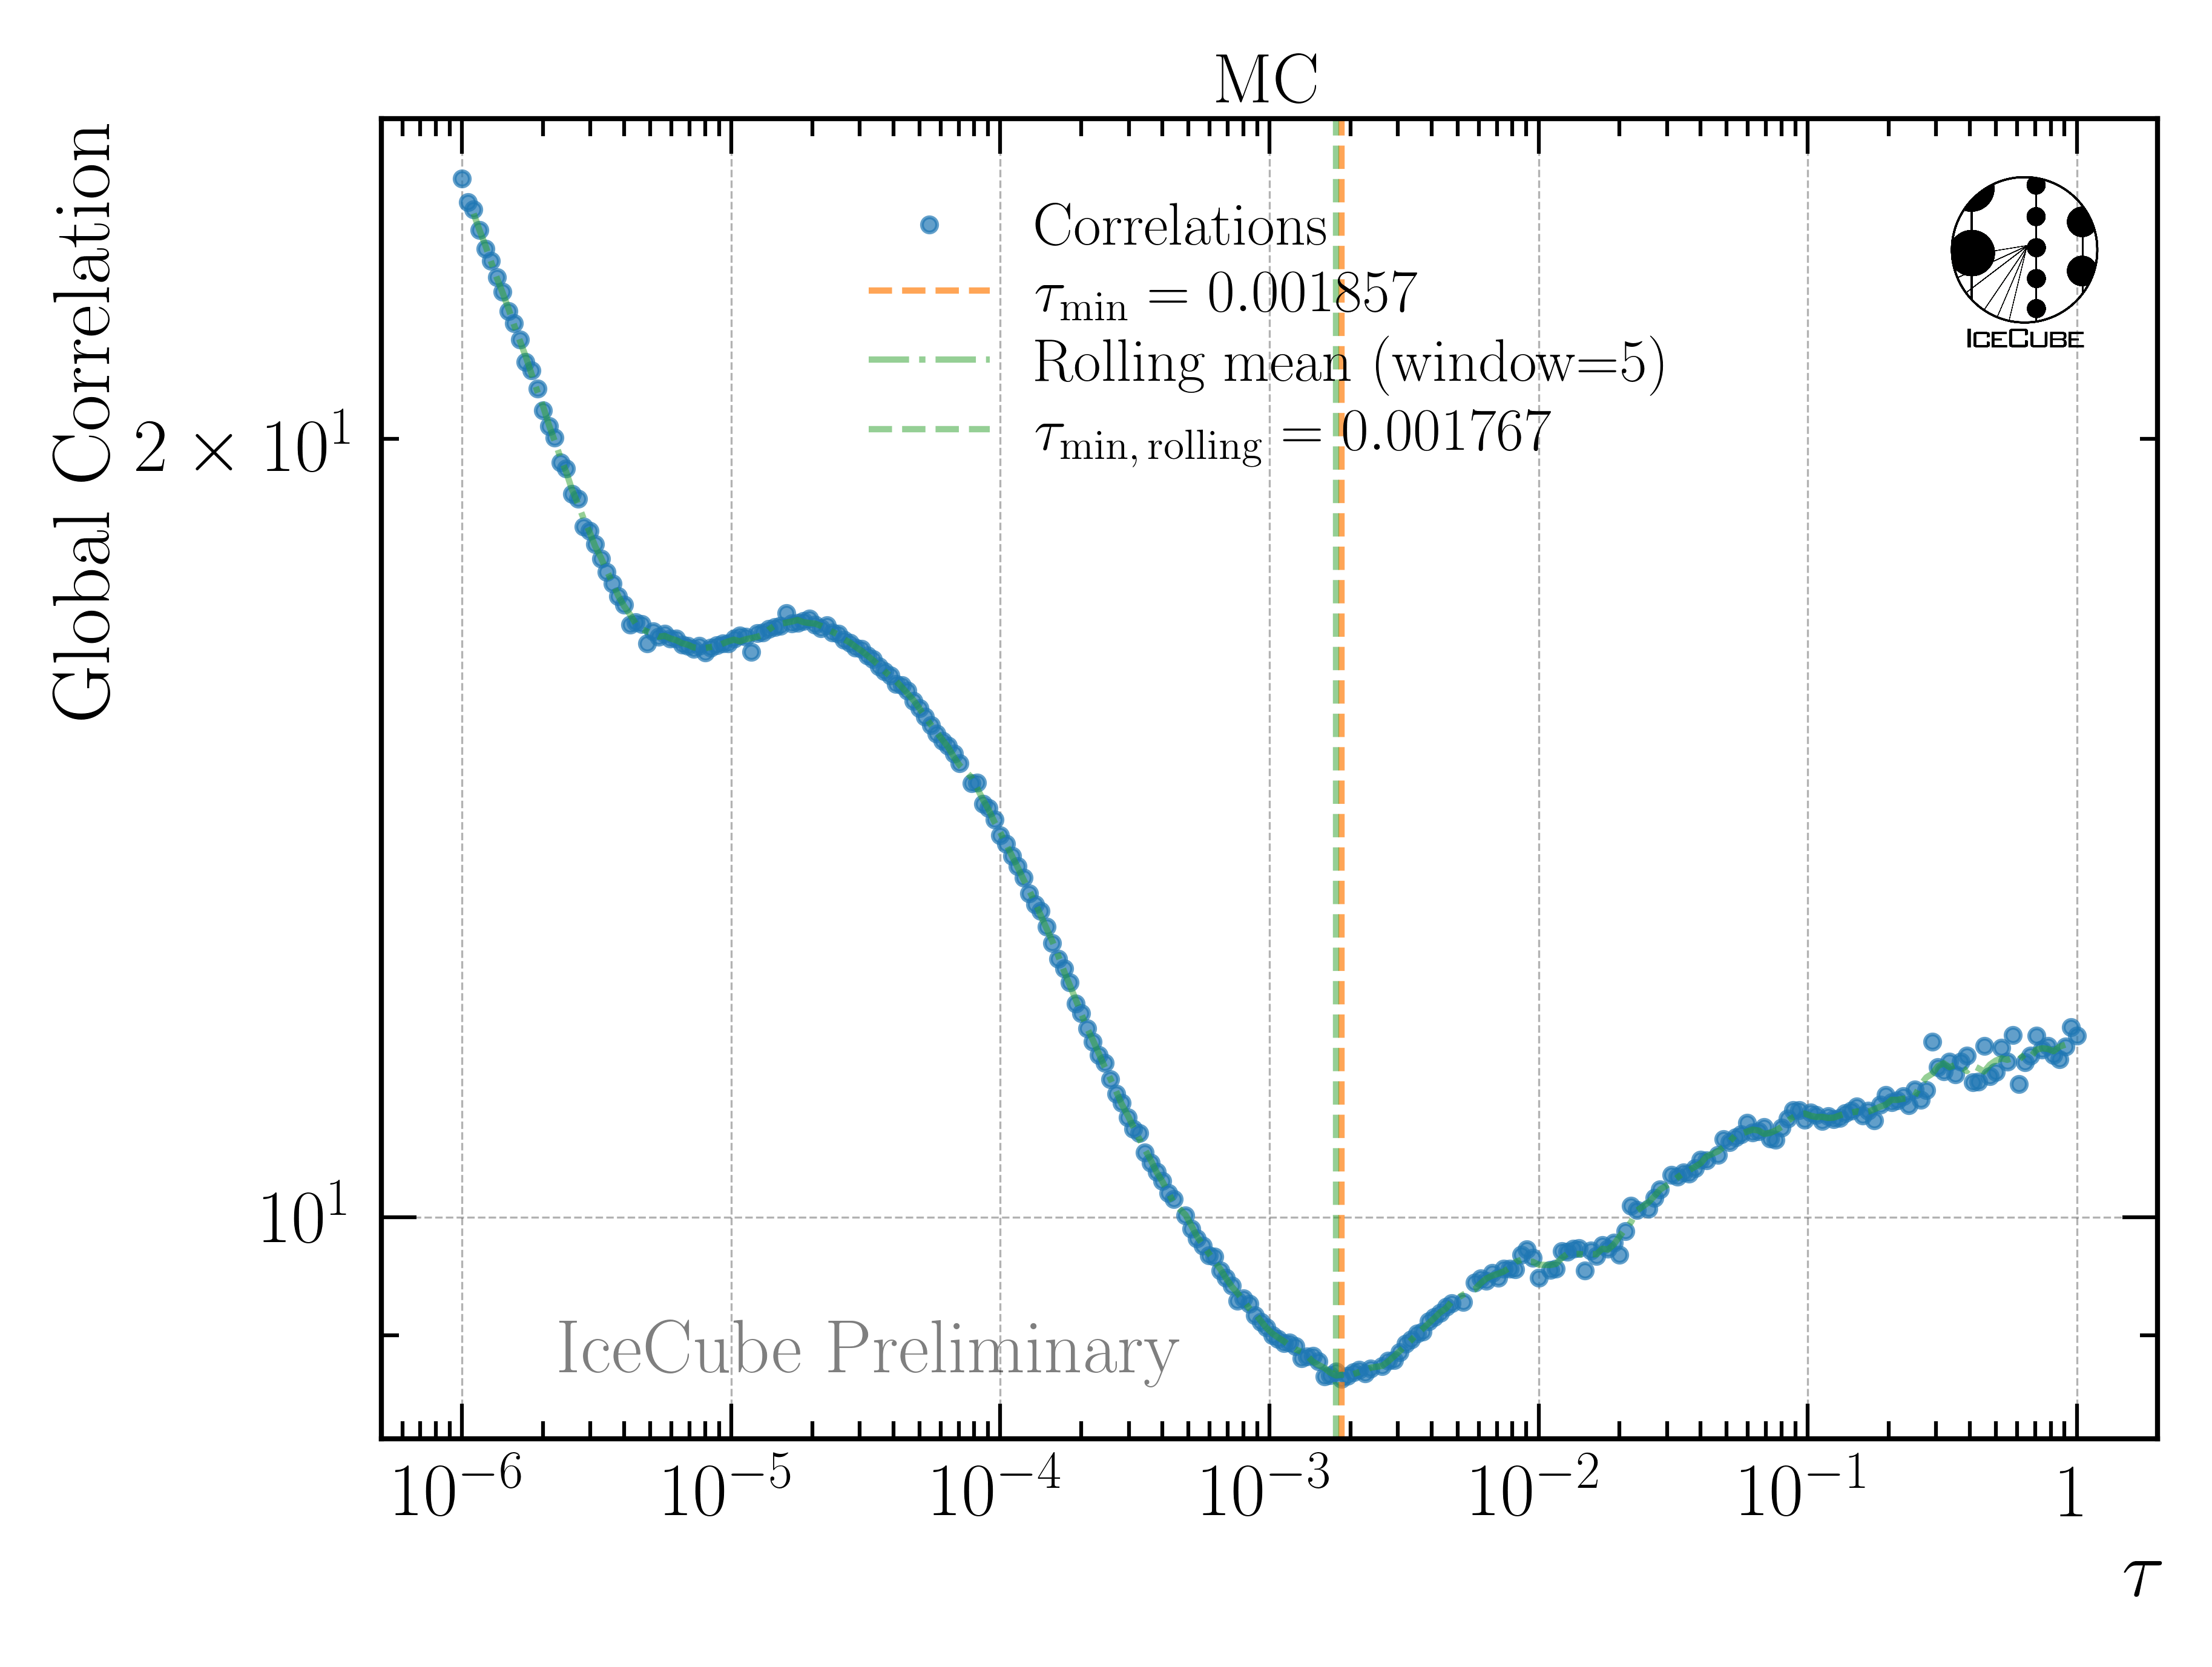 MC
Global Correlation
Correlations
τ_min = 0.001857
Rolling mean (window=5)
τ_min, rolling = 0.001767
ICECUBE
2 × 10^1
10^1
IceCube Preliminary
10^−6 10^−5 10^−4 10^−3 10^−2 10^−1 1
τ